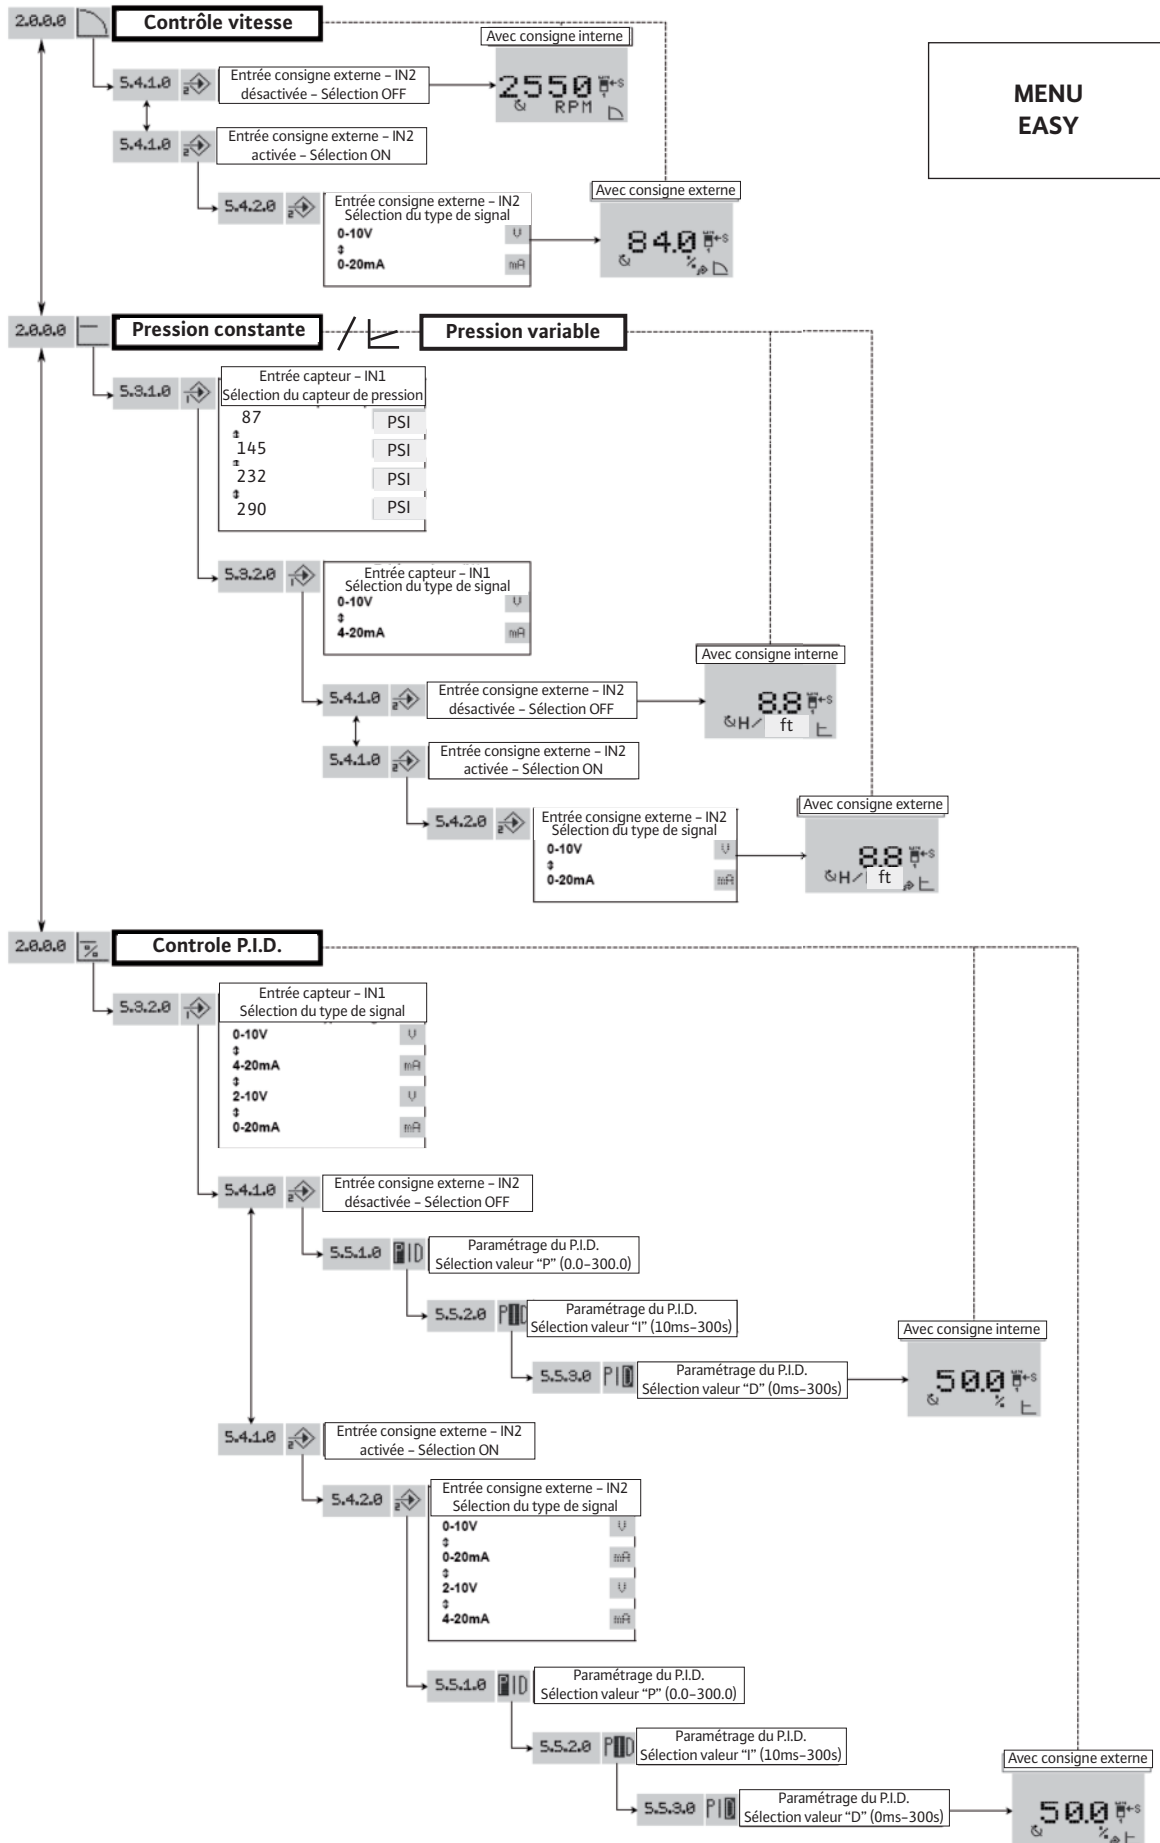 2.0.0.0 Contrôle vitesse
MENU
EASY
Avec consigne interne
2550
RPM
S
5.4.1.0 2
Entrée consigne externe – IN2
désactivée – Sélection OFF
5.4.1.0 2
Entrée consigne externe – IN2
activée – Sélection ON
5.4.2.0 2
Entrée consigne externe – IN2
Sélection du type de signal
0-10V V
0-20mA mA
Avec consigne externe
84.0
%
S
2.0.0.0 Pression constante / Pression variable
5.3.1.0 1
Entrée capteur – IN1
Sélection du capteur de pression
87 PSI
145 PSI
232 PSI
290 PSI
5.3.2.0 1
Entrée capteur – IN1
Sélection du type de signal
0-10V V
4-20mA mA
5.4.1.0 2
Entrée consigne externe – IN2
désactivée – Sélection OFF
Avec consigne interne
8.8
S
H/ ft
5.4.1.0 2
Entrée consigne externe – IN2
activée – Sélection ON
5.4.2.0 2
Entrée consigne externe – IN2
Sélection du type de signal
0-10V V
0-20mA mA
Avec consigne externe
8.8
S
H/ ft
2.0.0.0 Controle P.I.D.
5.3.2.0 1
Entrée capteur – IN1
Sélection du type de signal
0-10V V
4-20mA mA
2-10V V
0-20mA mA
5.4.1.0 2
Entrée consigne externe – IN2
désactivée – Sélection OFF
5.5.1.0 PID
Paramétrage du P.I.D.
Sélection valeur “P” (0.0–300.0)
5.5.2.0 PID
Paramétrage du P.I.D.
Sélection valeur “I” (10ms–300s)
5.5.3.0 PID
Paramétrage du P.I.D.
Sélection valeur “D” (0ms–300s)
Avec consigne interne
50.0
%
S
5.4.1.0 2
Entrée consigne externe – IN2
activée – Sélection ON
5.4.2.0 2
Entrée consigne externe – IN2
Sélection du type de signal
0-10V V
0-20mA mA
2-10V V
4-20mA mA
5.5.1.0 PID
Paramétrage du P.I.D.
Sélection valeur “P” (0.0–300.0)
5.5.2.0 PID
Paramétrage du P.I.D.
Sélection valeur “I” (10ms–300s)
5.5.3.0 PID
Paramétrage du P.I.D.
Sélection valeur “D” (0ms–300s)
Avec consigne externe
50.0
%
S